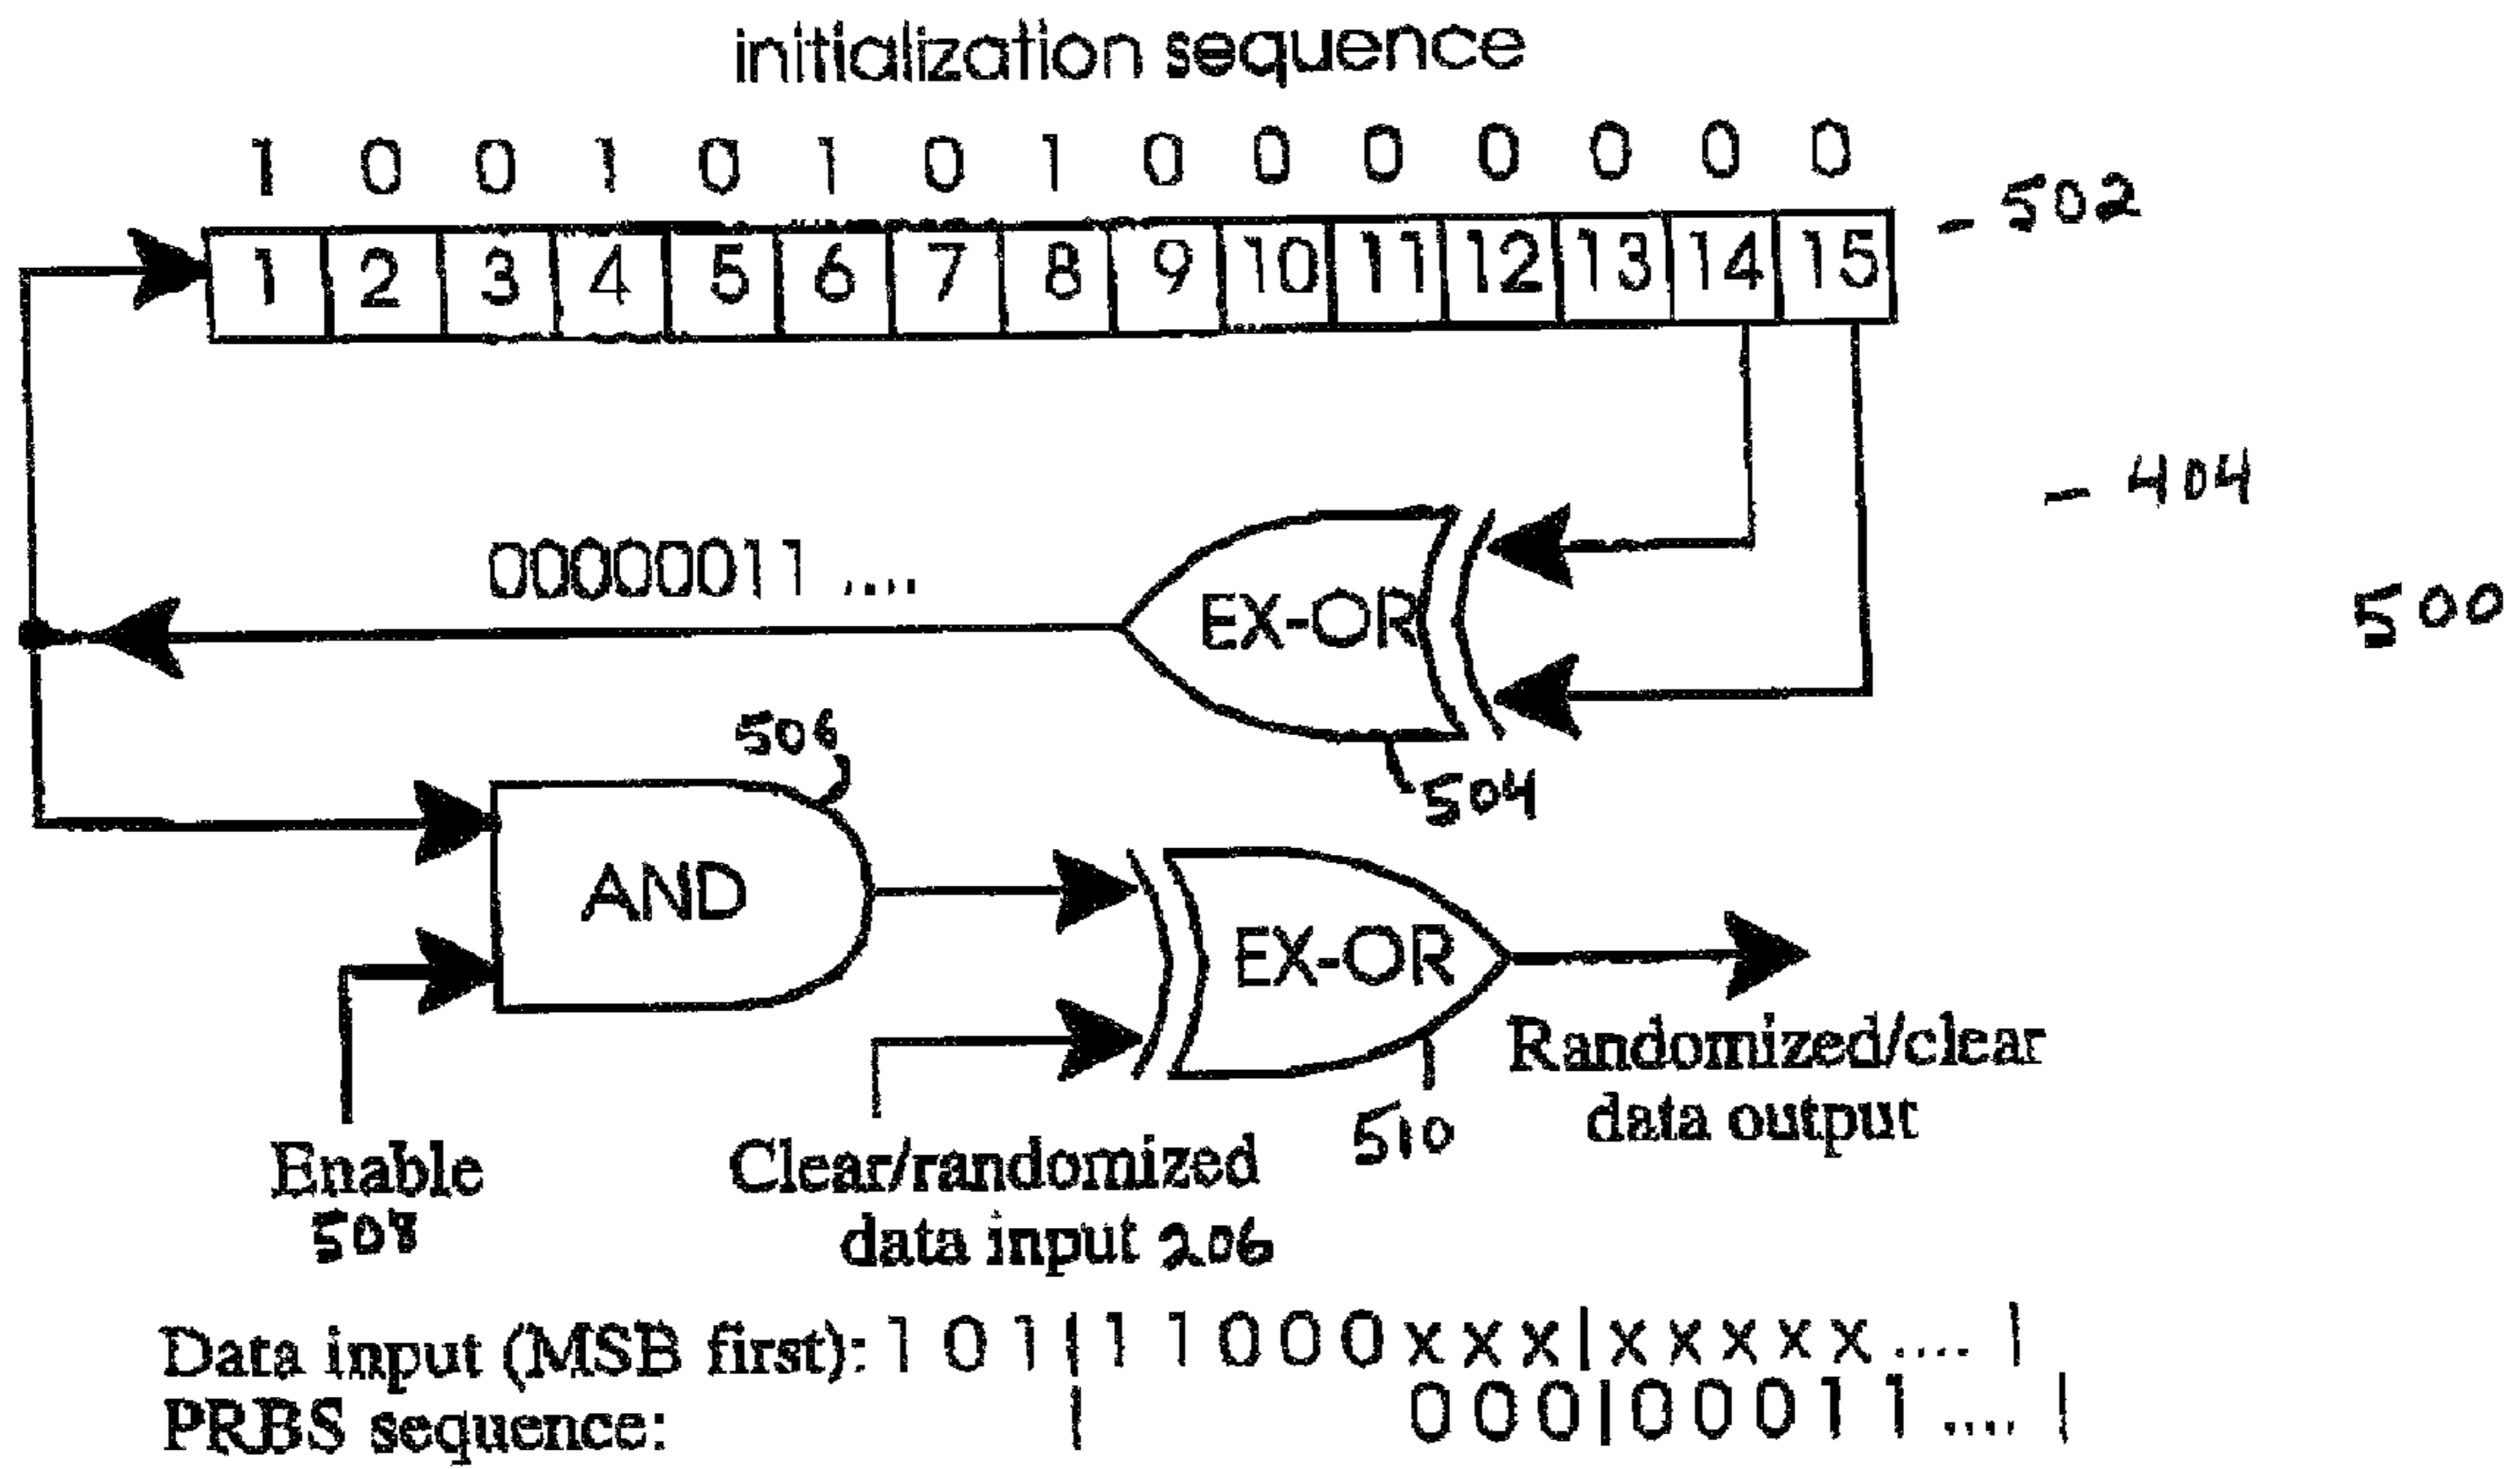 initialization sequence
1 0 0 1 0 1 0 1 0 0 0 0 0 0 0
1 2 3 4 5 6 7 8 9 10 11 12 13 14 15
- 502
- 404
00000011 ....
EX-OR
500
506
504
AND
EX-OR
Randomized/clear
data output
510
Enable
508
Clear/randomized
data input 206
Data input (MSB first): 1 0 1 | 1 1 0 0 0 x x x | x x x x x .... |
PRBS sequence: | 0 0 0 | 0 0 0 1 1 .... |